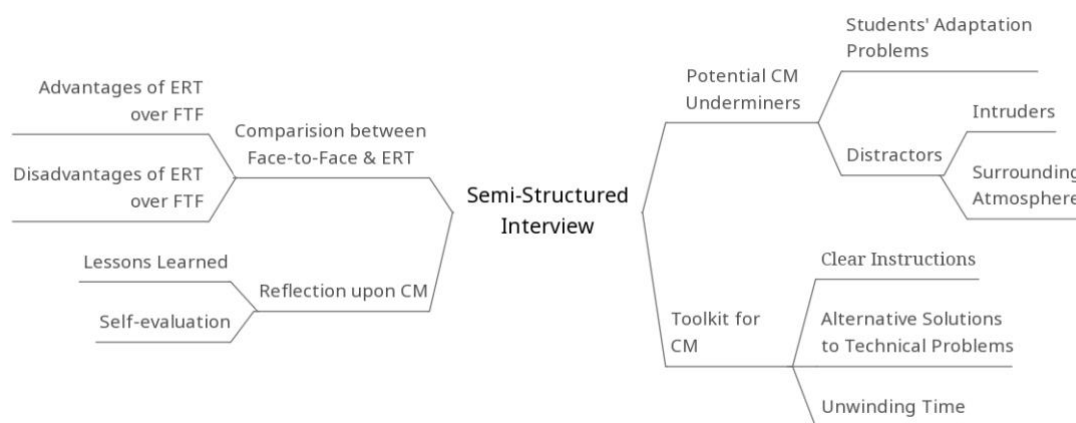 Semi-Structured
Interview
Comparision between
Face-to-Face & ERT
Advantages of ERT
over FTF
Disadvantages of ERT
over FTF
Reflection upon CM
Lessons Learned
Self-evaluation
Potential CM
Underminers
Students' Adaptation
Problems
Distractors
Intruders
Surrounding
Atmosphere
Toolkit for
CM
Clear Instructions
Alternative Solutions
to Technical Problems
Unwinding Time